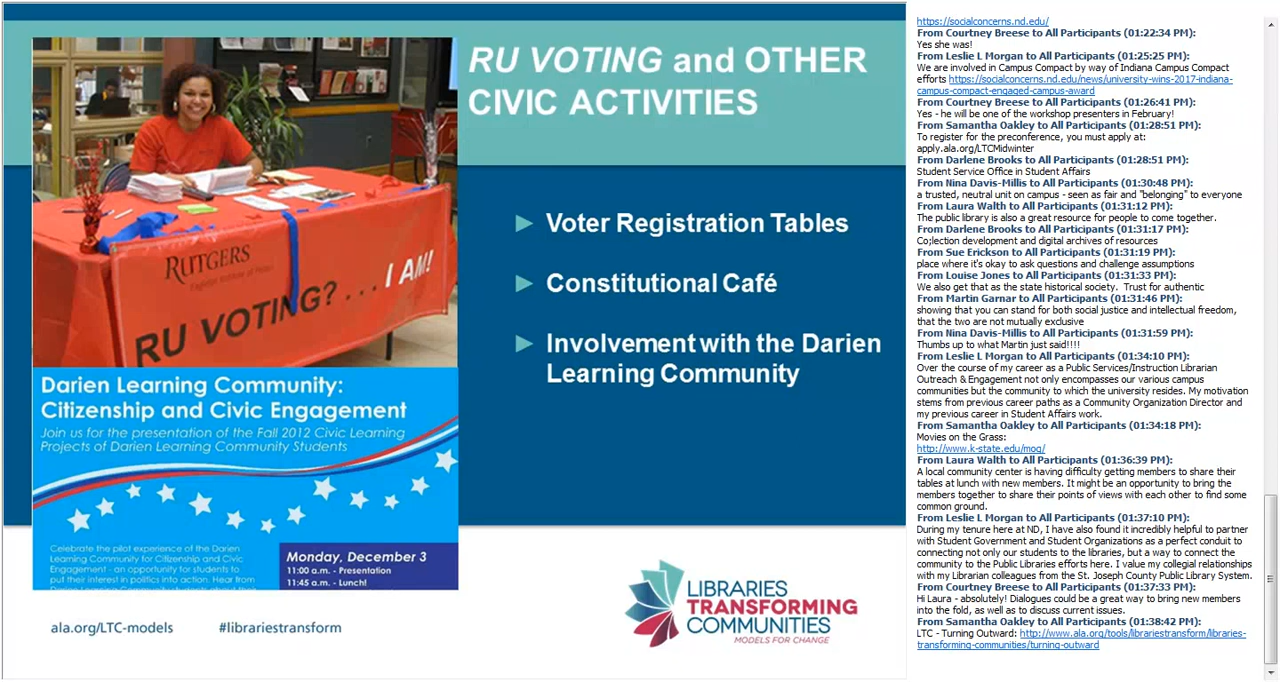 RU VOTING and OTHER
CIVIC ACTIVITIES
RUTGERS
RU VOTING? . . . I AM!
► Voter Registration Tables
► Constitutional Café
► Involvement with the Darien
Learning Community
Darien Learning Community:
Citizenship and Civic Engagement
Join us for the presentation of the Fall 2012 Civic Learning
Projects of Darien Learning Community Students
Celebrate the pilot experience of the Darien
Learning Community for Citizenship and Civic
Engagement - an opportunity for students to
put their interest in politics into action. Hear from
Monday, December 3
11:00 a.m. - Presentation
11:45 a.m. - Lunch!
ala.org/LTC-models
#librariestransform
LIBRARIES
TRANSFORMING
COMMUNITIES
MODELS FOR CHANGE
https://socialconcerns.nd.edu/
From Courtney Breese to All Participants (01:22:34 PM):
Yes she was!
From Leslie L Morgan to All Participants (01:25:25 PM):
We are involved in Campus Compact by way of Indiana Campus Compact
efforts https://socialconcerns.nd.edu/news/university-wins-2017-indiana-
campus-compact-engaged-campus-award
From Courtney Breese to All Participants (01:26:41 PM):
Yes - he will be one of the workshop presenters in February!
From Samantha Oakley to All Participants (01:28:51 PM):
To register for the preconference, you must apply at:
apply.ala.org/LTCMidwinter
From Darlene Brooks to All Participants (01:28:51 PM):
Student Service Office in Student Affairs
From Nina Davis-Millis to All Participants (01:30:48 PM):
a trusted, neutral unit on campus - seen as fair and "belonging" to everyone
From Laura Walth to All Participants (01:31:12 PM):
The public library is also a great resource for people to come together.
From Darlene Brooks to All Participants (01:31:17 PM):
Co;lection development and digital archives of resources
From Sue Erickson to All Participants (01:31:19 PM):
place where it's okay to ask questions and challenge assumptions
From Louise Jones to All Participants (01:31:33 PM):
We also get that as the state historical society.  Trust for authentic
From Martin Garnar to All Participants (01:31:46 PM):
showing that you can stand for both social justice and intellectual freedom,
that the two are not mutually exclusive
From Nina Davis-Millis to All Participants (01:31:59 PM):
Thumbs up to what Martin just said!!!!
From Leslie L Morgan to All Participants (01:34:10 PM):
Over the course of my career as a Public Services/Instruction Librarian
Outreach & Engagement not only encompasses our various campus
communities but the community to which the university resides. My motivation
stems from previous career paths as a Community Organization Director and
my previous career in Student Affairs work.
From Samantha Oakley to All Participants (01:34:18 PM):
Movies on the Grass:
http://www.k-state.edu/mog/
From Laura Walth to All Participants (01:36:39 PM):
A local community center is having difficulty getting members to share their
tables at lunch with new members. It might be an opportunity to bring the
members together to share their points of views with each other to find some
common ground.
From Leslie L Morgan to All Participants (01:37:10 PM):
During my tenure here at ND, I have also found it incredibly helpful to partner
with Student Government and Student Organizations as a perfect conduit to
connecting not only our students to the libraries, but a way to connect the
community to the Public Libraries efforts here. I value my collegial relationships
with my Librarian colleagues from the St. Joseph County Public Library System.
From Courtney Breese to All Participants (01:37:33 PM):
Hi Laura - absolutely! Dialogues could be a great way to bring new members
into the fold, as well as to discuss current issues.
From Samantha Oakley to All Participants (01:38:42 PM):
LTC - Turning Outward: http://www.ala.org/tools/librariestransform/libraries-
transforming-communities/turning-outward